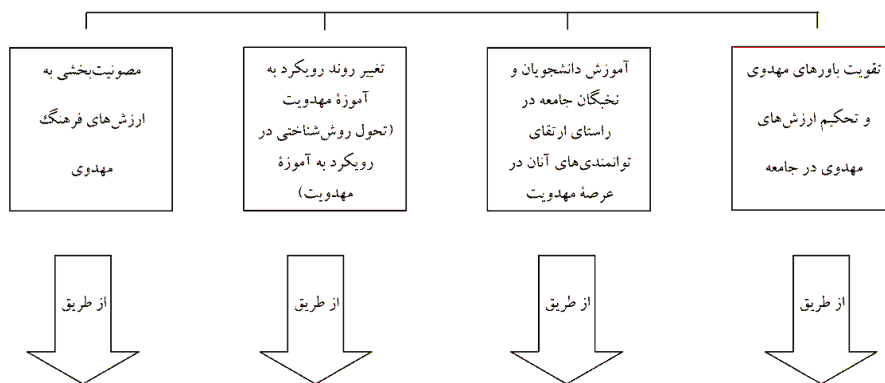 تقویت باورهای مهدوی
و تحکیم ارزش‌های
مهدوی در جامعه
آموزش دانشجویان و
نخبگان جامعه در
راستای ارتقای
توانمندی‌های آنان در
عرصهٔ مهدویت
تغییر روند رویکرد به
آموزهٔ مهدویت
(تحول روش‌شناختی در
رویکرد به آموزهٔ
مهدویت)
مصونیت‌بخشی به
ارزش‌های فرهنگ
مهدوی
از طریق
از طریق
از طریق
از طریق